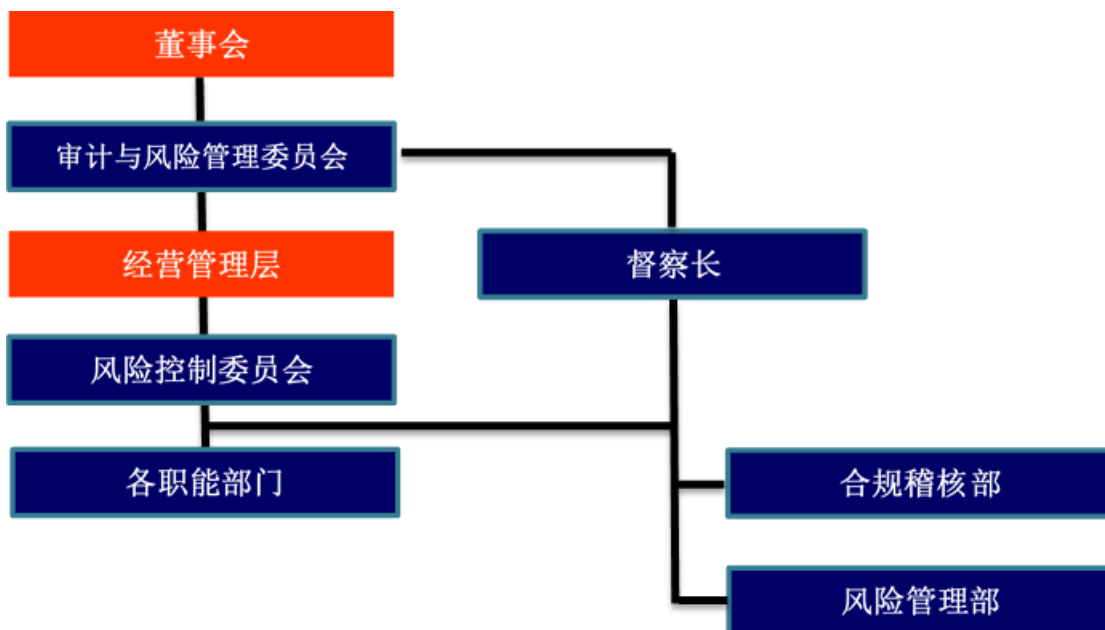 董事会
审计与风险管理委员会
经营管理层
督察长
风险控制委员会
各职能部门
合规稽核部
风险管理部